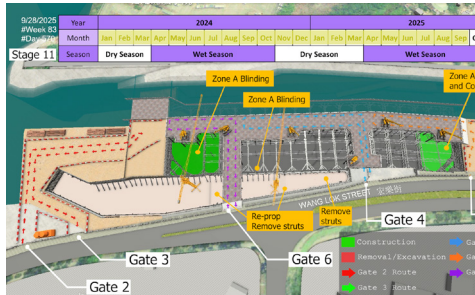 9/28/2025
#Week 83
Stage 11
Year 2024 2025
Month Jan Feb Mar Apr May Jun Jul Aug Sep Oct Nov Dec Jan Feb Mar Apr May Jun Jul Aug Sep
Season Dry Season Wet Season Dry Season Wet Season
Zone A Blinding
Zone A
and Co
Zone A Blinding
Re-prop
Remove struts
Remove
struts
WANG LOK STREET 宏樂街
Gate 4
Gate 6
Gate 3
Gate 2
Construction
Removal/Excavation
Gate 2 Route
Gate 3 Route
Ga
Ga
Ga